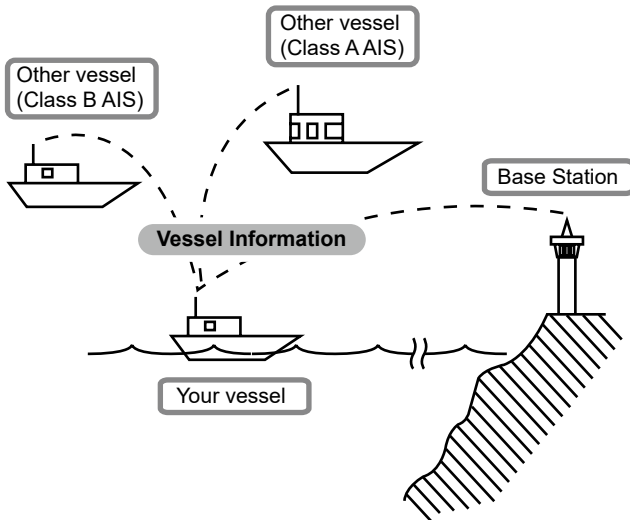 Other vessel
(Class A AIS)
Other vessel
(Class B AIS)
Base Station
Vessel Information
Your vessel